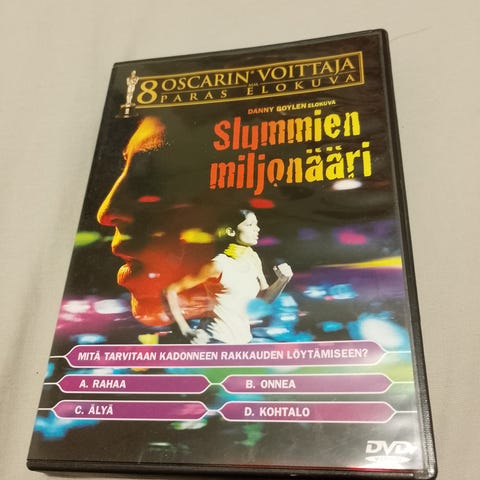 8 OSCARIN® VOITTAJA
PARAS ELOKUVA
DANNY BOYLEN ELOKUVA
Slummien
miljonääri
MITÄ TARVITAAN KADONNEEN RAKKAUDEN LÖYTÄMISEEN?
A. RAHAA
B. ONNEA
C. ÄLYÄ
D. KOHTALO
DVD